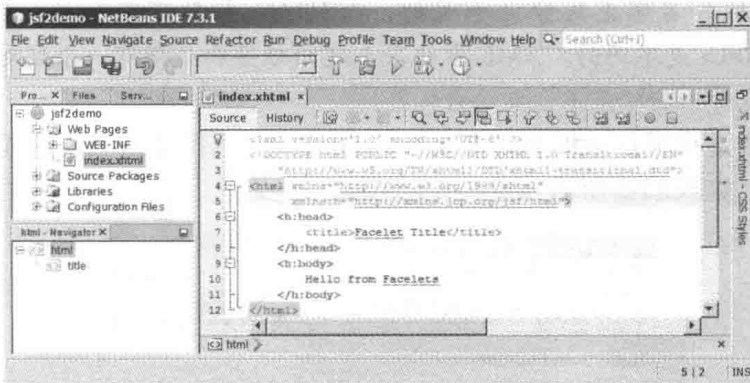 jsf2demo - NetBeans IDE 7.3.1
File Edit View Navigate Source Refactor Run Debug Profile Team Tools Window Help Search (Ctrl+I)
Pro... Files Serv...
index.xhtml
jsf2demo
Web Pages
WEB-INF
index.xhtml
Source Packages
Libraries
Configuration Files
html - Navigator
html
title
Source History
<?xml version='1.0' encoding='UTF-8' ?>
2 <!DOCTYPE html PUBLIC "-//W3C//DTD XHTML 1.0 Transitional//EN"
3 "http://www.w3.org/TR/xhtml1/DTD/xhtml1-transitional.dtd">
4 <html xmlns="http://www.w3.org/1999/xhtml"
5 xmlns:h="http://xmlns.jcp.org/jsf/html">
6 <h:head>
7 <title>Facelet Title</title>
8 </h:head>
9 <h:body>
10 Hello from Facelets
11 </h:body>
12 </html>
html
index.xhtml - CSS Styles
5 | 2 INS